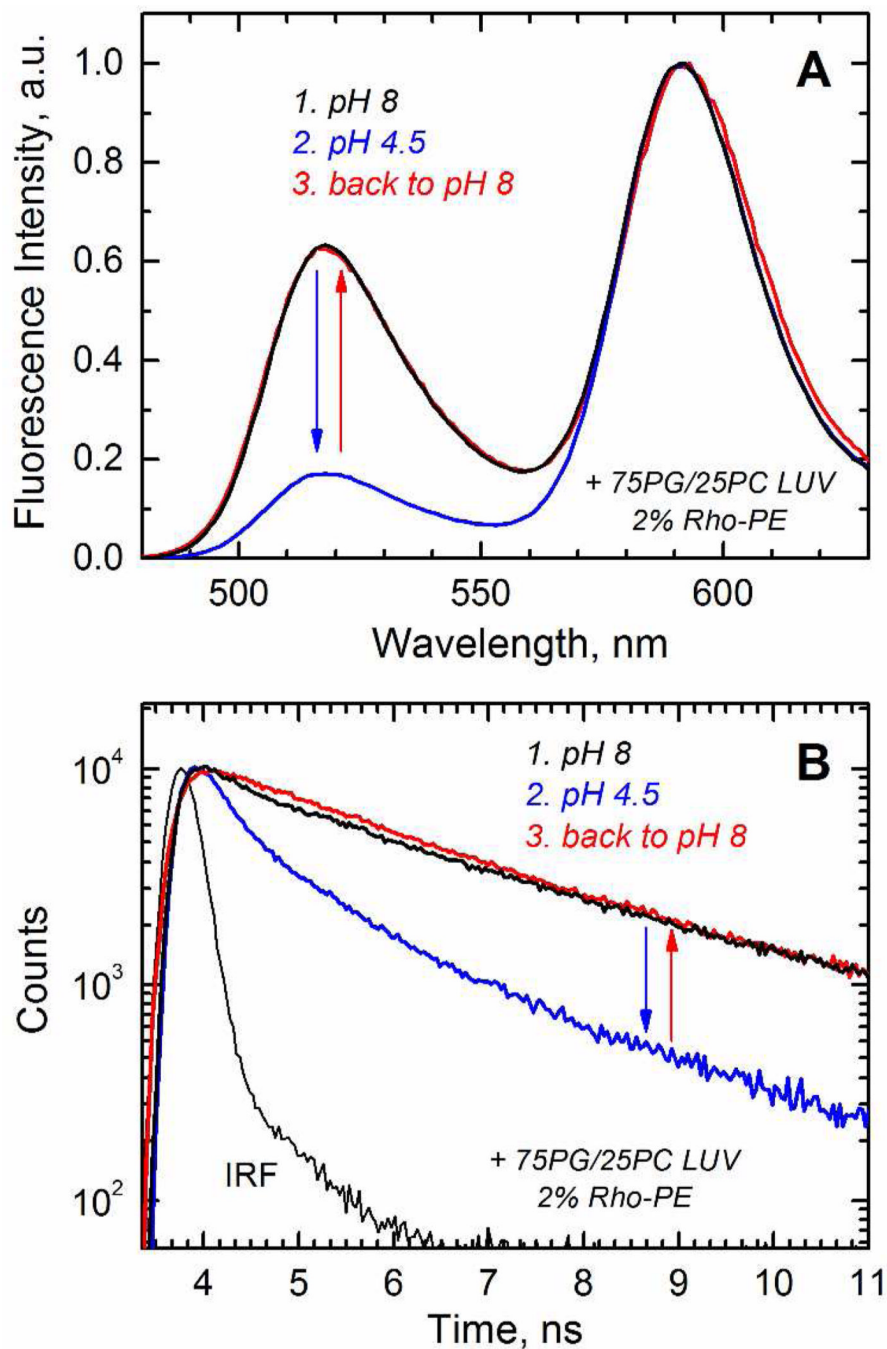 A
1. pH 8
2. pH 4.5
3. back to pH 8
+ 75PG/25PC LUV
2% Rho-PE
Fluorescence Intensity, a.u.
1.0
0.8
0.6
0.4
0.2
0.0
500 550 600
Wavelength, nm
B
1. pH 8
2. pH 4.5
3. back to pH 8
IRF
+ 75PG/25PC LUV
2% Rho-PE
Counts
10⁴
10³
10²
4 5 6 7 8 9 10 11
Time, ns